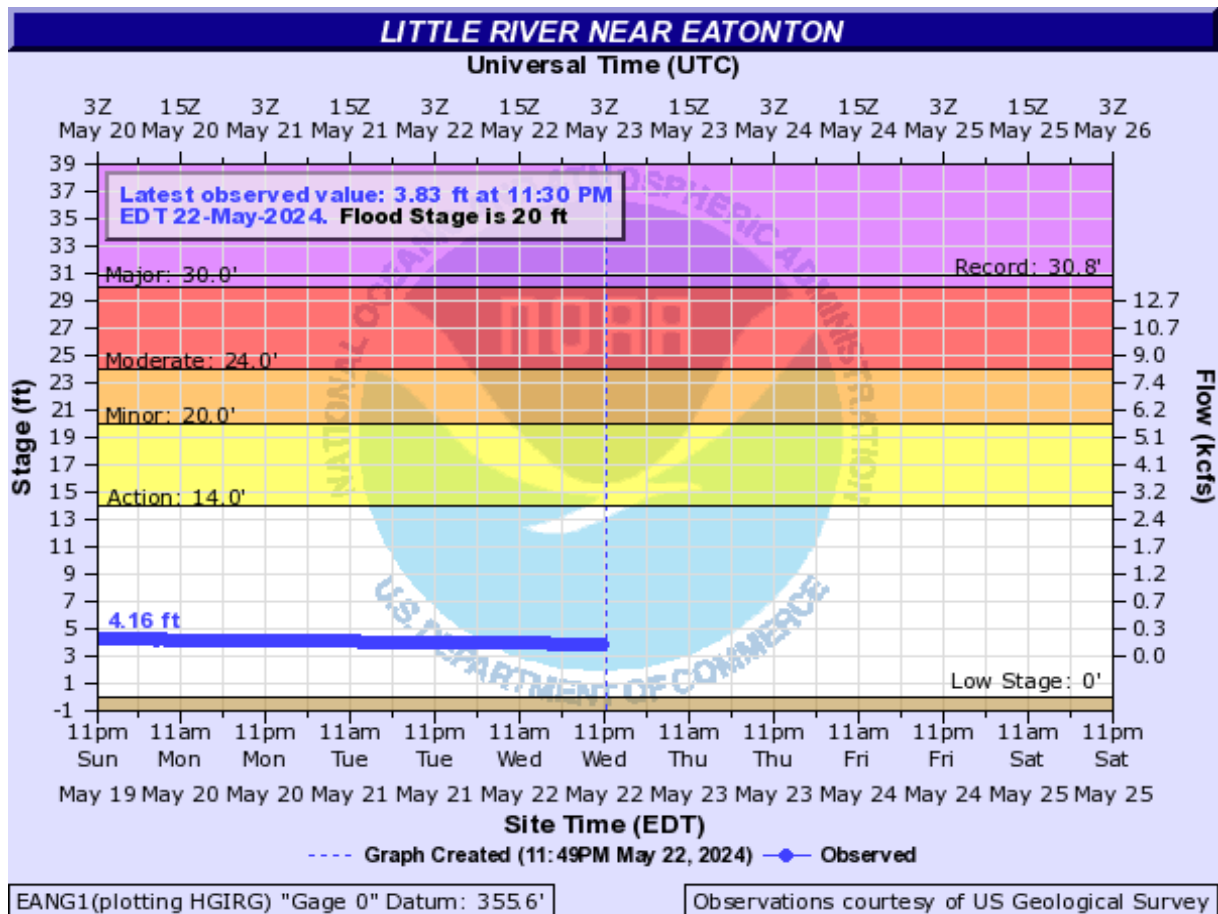 LITTLE RIVER NEAR EATONTON
Universal Time (UTC)
3Z 15Z 3Z 15Z 3Z 15Z 3Z 15Z 3Z 15Z 3Z 15Z 3Z
May 20 May 20 May 21 May 21 May 22 May 22 May 23 May 23 May 24 May 24 May 25 May 25 May 26
Latest observed value: 3.83 ft at 11:30 PM
EDT 22-May-2024. Flood Stage is 20 ft
Stage (ft)
39
37
35
33
31
29
27
25
23
21
19
17
15
13
11
9
7
5
3
1
-1
Major: 30.0'
Record: 30.8'
Moderate: 24.0'
Minor: 20.0'
Action: 14.0'
4.16 ft
Low Stage: 0'
NATIONAL OCEANIC AND ATMOSPHERIC ADMINISTRATION
NOAA
U.S. DEPARTMENT OF COMMERCE
Flow (kcfs)
12.7
10.7
9.0
7.4
6.2
5.1
4.1
3.2
2.4
1.7
1.2
0.7
0.3
0.0
11pm 11am 11pm 11am 11pm 11am 11pm 11am 11pm 11am 11pm 11am 11pm
Sun Mon Mon Tue Tue Wed Wed Thu Thu Fri Fri Sat Sat
May 19 May 20 May 20 May 21 May 21 May 22 May 22 May 23 May 23 May 24 May 24 May 25 May 25
Site Time (EDT)
Graph Created (11:49PM May 22, 2024) Observed
EANG1(plotting HGIRG) "Gage 0" Datum: 355.6'
Observations courtesy of US Geological Survey